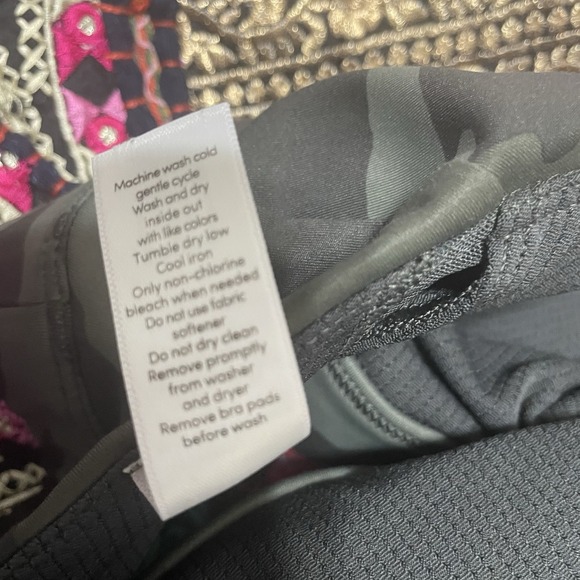 Machine wash cold
gentle cycle
Wash and dry
inside out
with like colors
Tumble dry low
Cool iron
Only non-chlorine
bleach when needed
Do not use fabric
softener
Do not dry clean
Remove promptly
from washer
and dryer
Remove bra pads
before wash